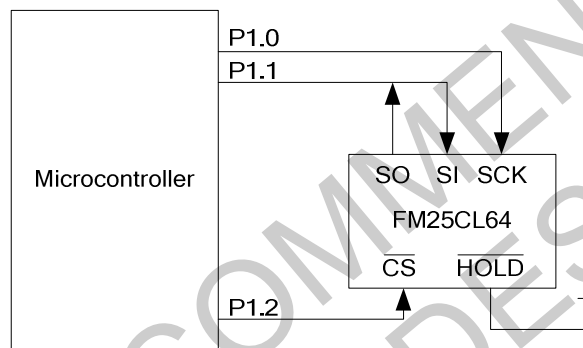 P1.0
P1.1
Microcontroller
SO SI SCK
FM25CL64
CS HOLD
P1.2